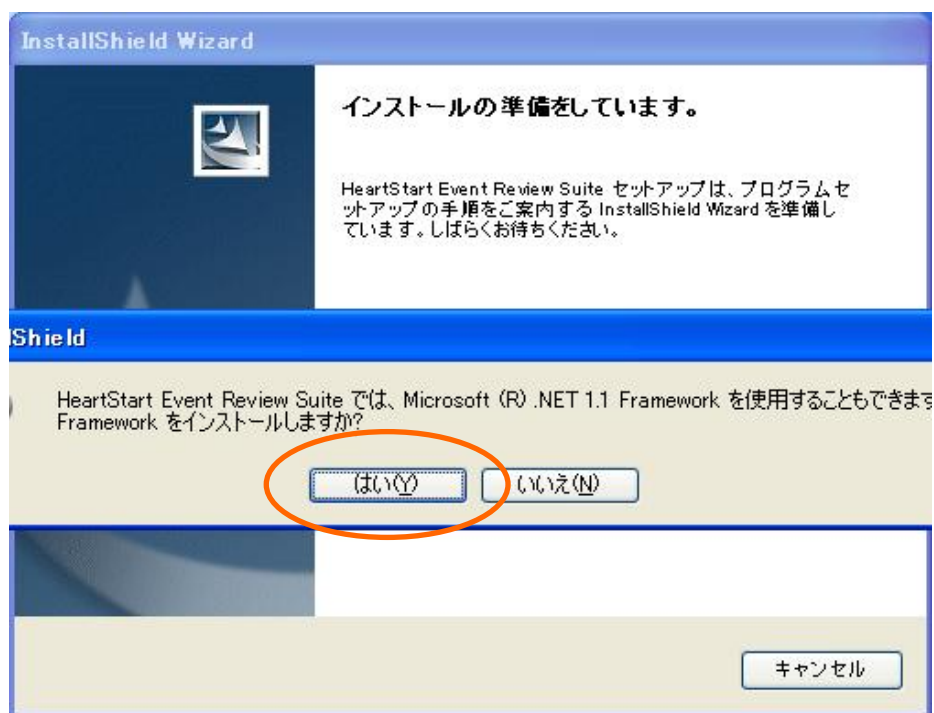 InstallShield Wizard
インストールの準備をしています。
HeartStart Event Review Suite セットアップは、プログラムセ
ットアップの手順をご案内する InstallShield Wizard を準備し
ています。しばらくお待ちください。
lShield
HeartStart Event Review Suite では、Microsoft (R) .NET 1.1 Framework を使用することもできます
Framework をインストールしますか?
はい(Y) いいえ(N)
キャンセル